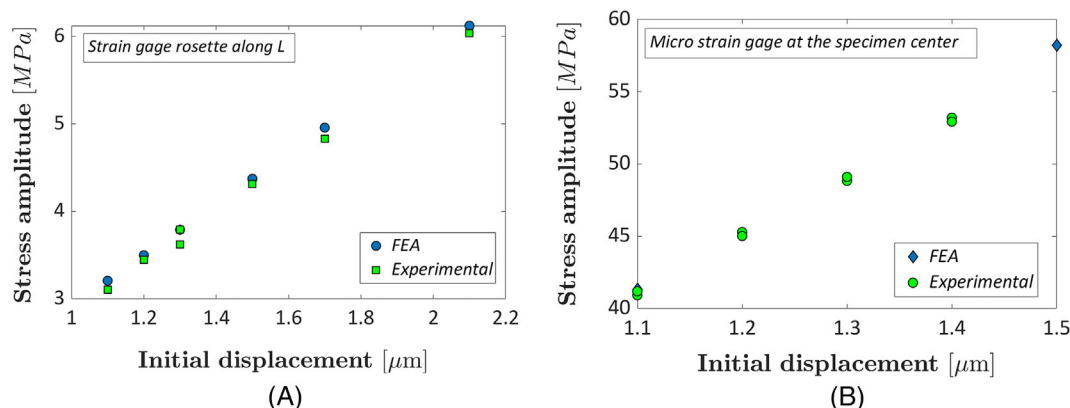 Strain gage rosette along L
Stress amplitude [MPa]
6
5
4
3
FEA
Experimental
1 1.2 1.4 1.6 1.8 2 2.2
Initial displacement [μm]
(A)
Micro strain gage at the specimen center
Stress amplitude [MPa]
60
55
50
45
40
FEA
Experimental
1.1 1.2 1.3 1.4 1.5
Initial displacement [μm]
(B)